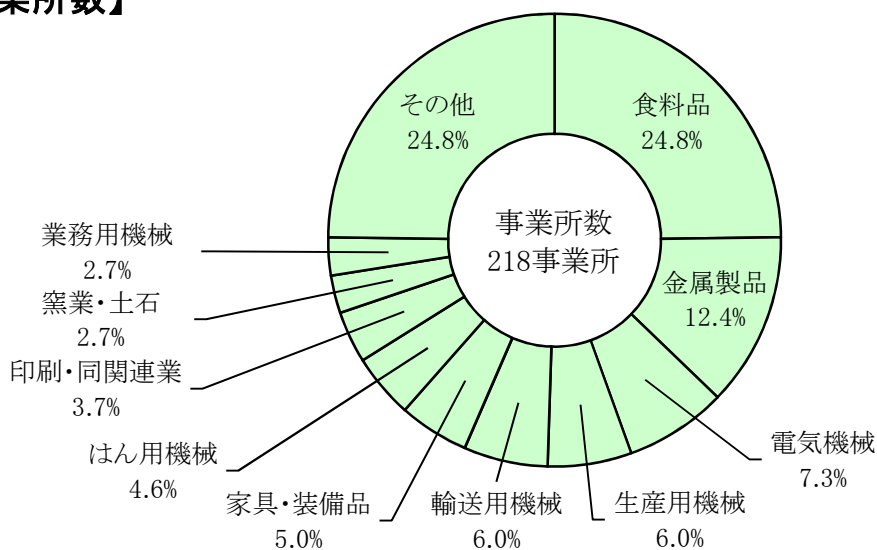 業所数】
その他
24.8%
食料品
24.8%
事業所数
218事業所
金属製品
12.4%
電気機械
7.3%
生産用機械
6.0%
輸送用機械
6.0%
家具・装備品
5.0%
はん用機械
4.6%
印刷・同関連業
3.7%
窯業・土石
2.7%
業務用機械
2.7%